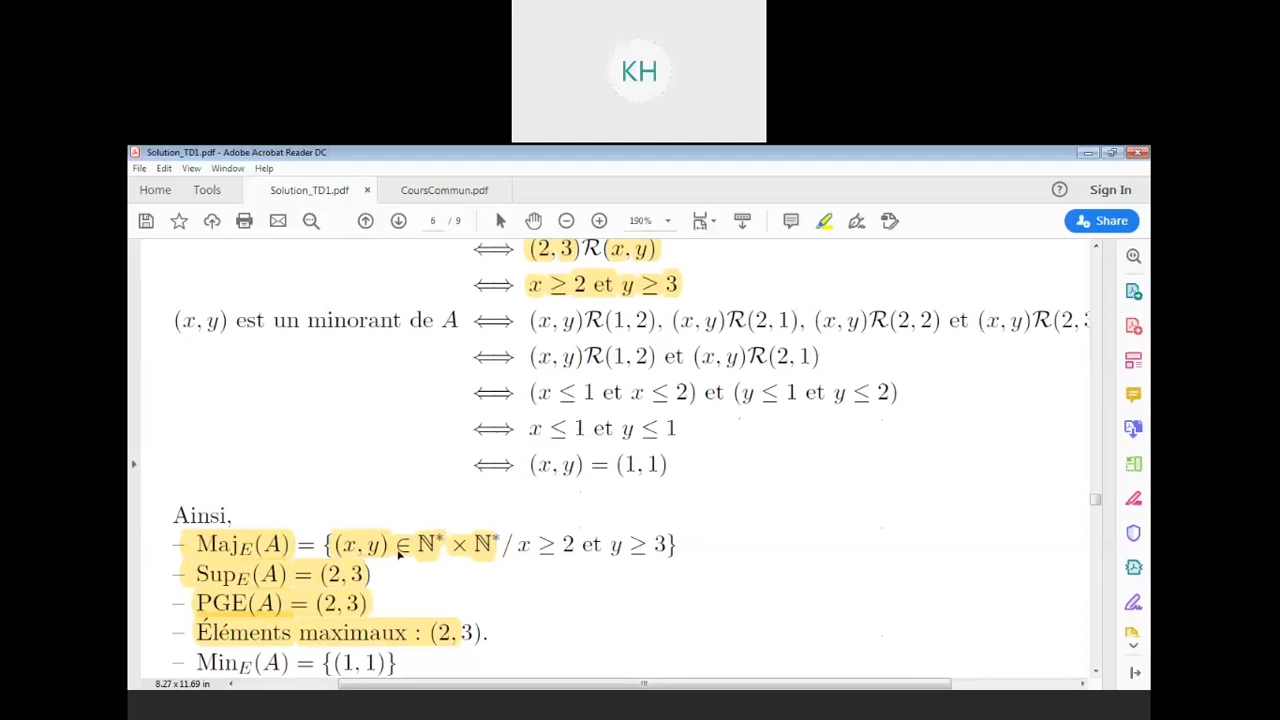 KH
Solution_TD1.pdf - Adobe Acrobat Reader DC
File Edit View Window Help
Home Tools Solution_TD1.pdf × CoursCommun.pdf Sign In
6 / 9 190% Share
⟺ (2, 3)ℛ(x, y)
⟺ x ≥ 2 et y ≥ 3
(x, y) est un minorant de A ⟺ (x, y)ℛ(1, 2), (x, y)ℛ(2, 1), (x, y)ℛ(2, 2) et (x, y)ℛ(2, 3
⟺ (x, y)ℛ(1, 2) et (x, y)ℛ(2, 1)
⟺ (x ≤ 1 et x ≤ 2) et (y ≤ 1 et y ≤ 2)
⟺ x ≤ 1 et y ≤ 1
⟺ (x, y) = (1, 1)
Ainsi,
– Maj_E(A) = {(x, y) ∈ ℕ* × ℕ*/ x ≥ 2 et y ≥ 3}
– Sup_E(A) = (2, 3)
– PGE(A) = (2, 3)
– Éléments maximaux : (2, 3).
– Min_E(A) = {(1, 1)}
8.27 x 11.69 in